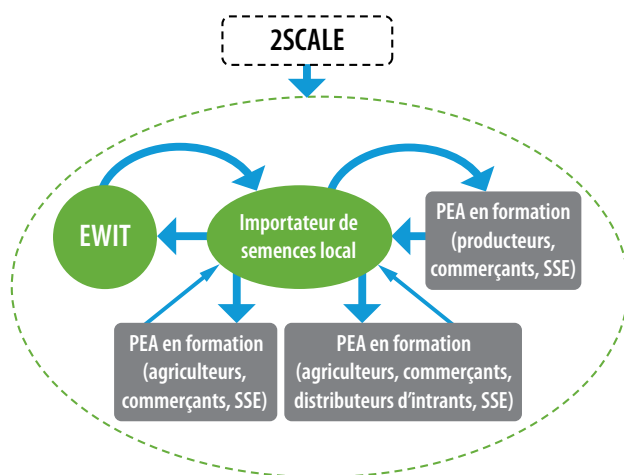 2SCALE
EWIT
Importateur de
semences local
PEA en formation
(producteurs,
commerçants, SSE)
PEA en formation
(agriculteurs,
commerçants, SSE)
PEA en formation
(agriculteurs, commerçants,
distributeurs d’intrants, SSE)